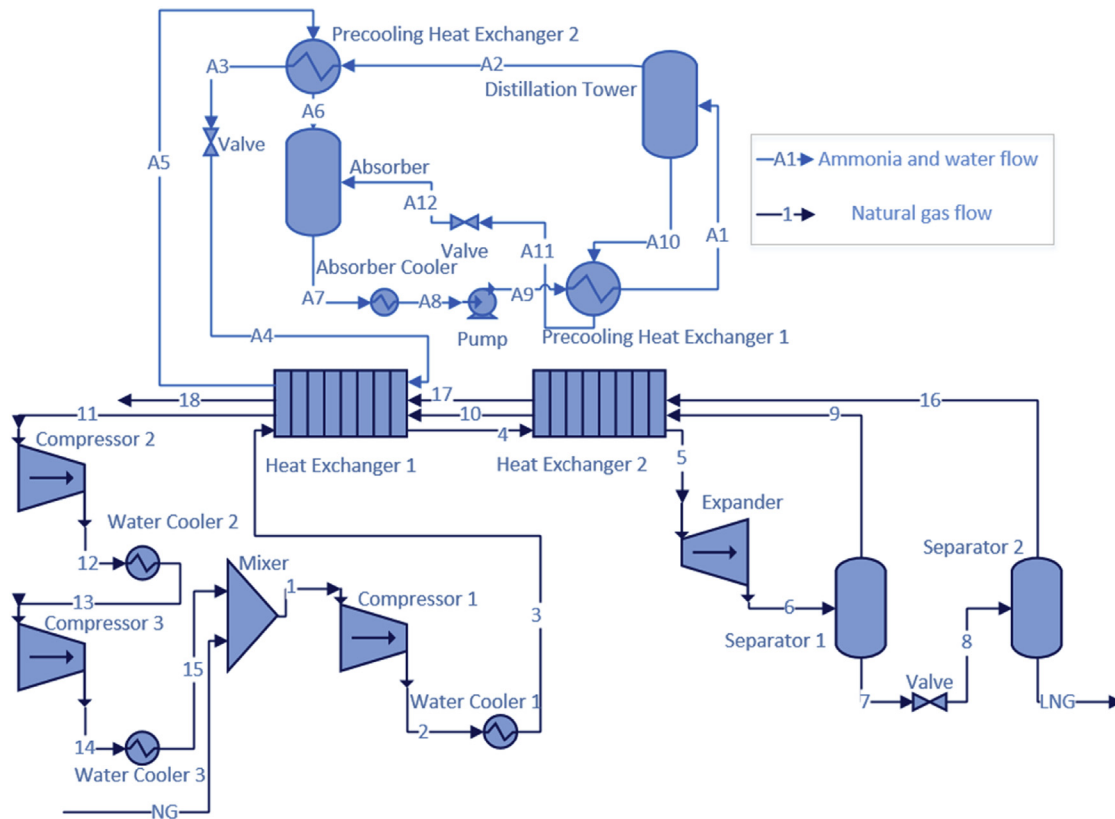 Precooling Heat Exchanger 2
A3
A2
Distillation Tower
A6
Valve
A5
A1
Ammonia and water flow
Absorber
A12
1
Natural gas flow
Valve
A11
A10
A1
Absorber Cooler
A7
A8
A9
Pump
Precooling Heat Exchanger 1
A4
18
17
16
11
10
9
4
5
Compressor 2
Heat Exchanger 1
Heat Exchanger 2
Expander
Water Cooler 2
Separator 2
12
Mixer
1
Compressor 1
13
3
6
Compressor 3
Separator 1
8
15
Valve
Water Cooler 1
7
LNG
14
2
Water Cooler 3
NG